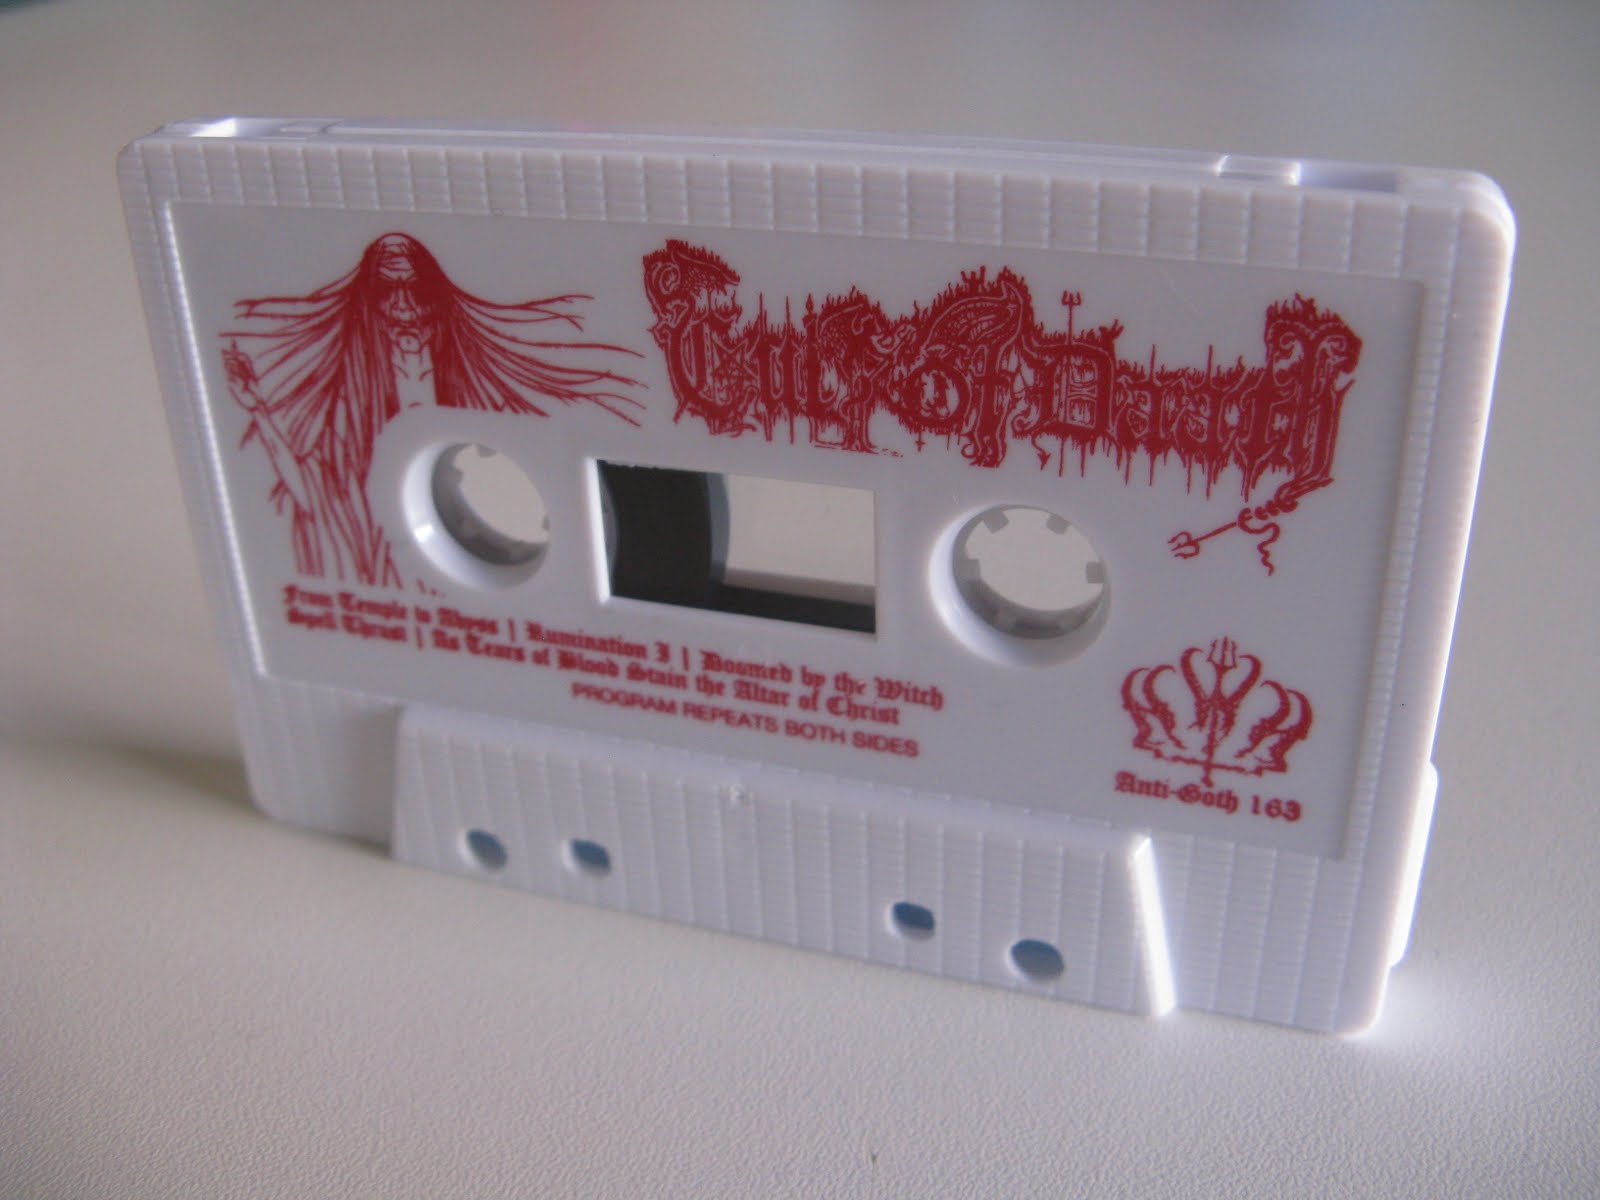 Cult of Daath
From Temple to Abyss | Rumination I | Doomed by the Witch
Spell Thrust | As Tears of Blood Stain the Altar of Christ
PROGRAM REPEATS BOTH SIDES
Anti-Goth 163